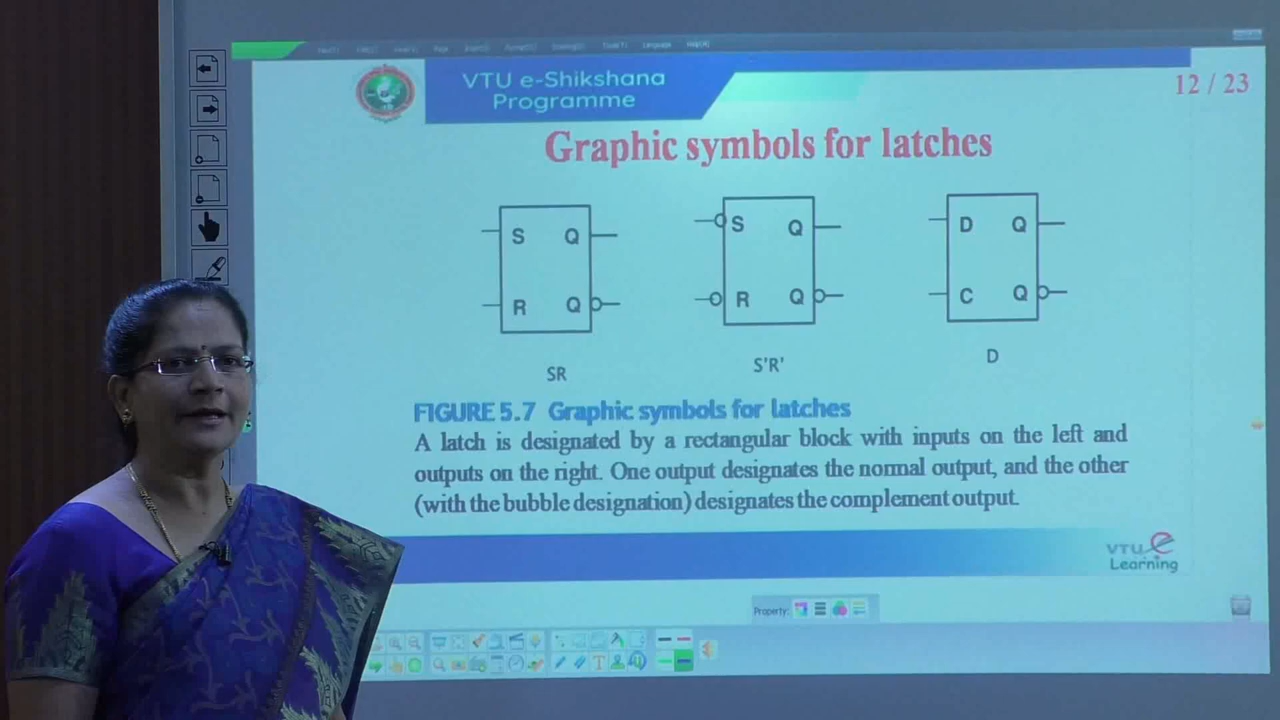 VTU e-Shikshana
Programme
12 / 23
Graphic symbols for latches
S Q
R Q
SR
S Q
R Q
S'R'
D Q
C Q
D
FIGURE 5.7 Graphic symbols for latches
A latch is designated by a rectangular block with inputs on the left and
outputs on the right. One output designates the normal output, and the other
(with the bubble designation) designates the complement output.
VTU e
Learning
Property: